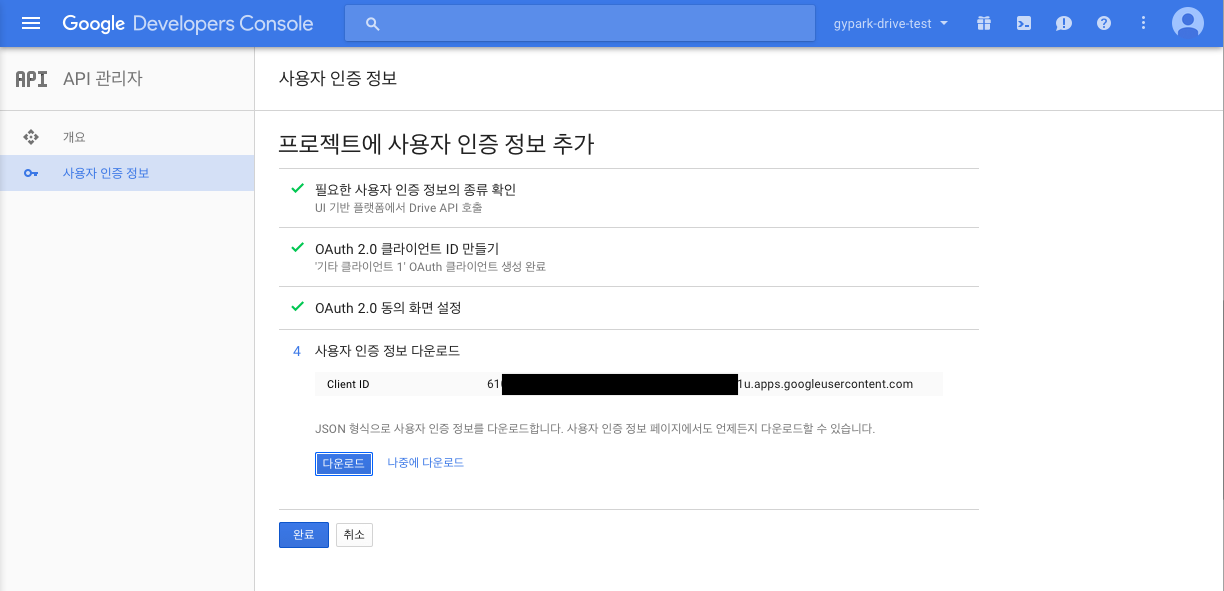 Google Developers Console
gypark-drive-test
API API 관리자
사용자 인증 정보
개요
사용자 인증 정보
프로젝트에 사용자 인증 정보 추가
필요한 사용자 인증 정보의 종류 확인
UI 기반 플랫폼에서 Drive API 호출
OAuth 2.0 클라이언트 ID 만들기
'기타 클라이언트 1' OAuth 클라이언트 생성 완료
OAuth 2.0 동의 화면 설정
4 사용자 인증 정보 다운로드
Client ID 61 1u.apps.googleusercontent.com
JSON 형식으로 사용자 인증 정보를 다운로드합니다. 사용자 인증 정보 페이지에서도 언제든지 다운로드할 수 있습니다.
다운로드 나중에 다운로드
완료 취소